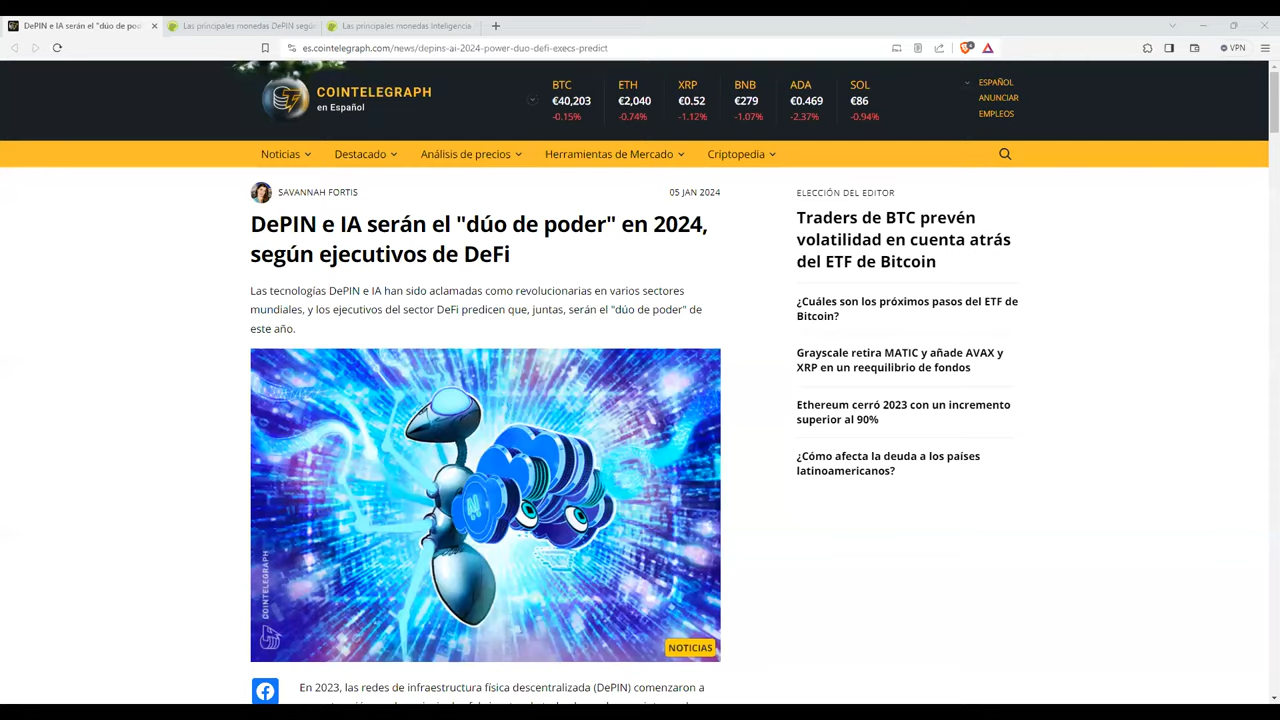 DePIN e IA serán el "dúo de pod
Las principales monedas DePIN segú
Las principales monedas Inteligencia
es.cointelegraph.com/news/depins-ai-2024-power-duo-defi-execs-predict
VPN
COINTELEGRAPH
en Español
BTC ETH XRP BNB ADA SOL
€40,203 €2,040 €0.52 €279 €0.469 €86
-0.15% -0.74% -1.12% -1.07% -2.37% -0.94%
ESPAÑOL
ANUNCIAR
EMPLEOS
Noticias Destacado Análisis de precios Herramientas de Mercado Criptopedia
SAVANNAH FORTIS 05 JAN 2024
DePIN e IA serán el "dúo de poder" en 2024,
según ejecutivos de DeFi
Las tecnologías DePIN e IA han sido aclamadas como revolucionarias en varios sectores
mundiales, y los ejecutivos del sector DeFi predicen que, juntas, serán el "dúo de poder" de
este año.
COINTELEGRAPH
NOTICIAS
En 2023, las redes de infraestructura física descentralizada (DePIN) comenzaron a
ELECCIÓN DEL EDITOR
Traders de BTC prevén
volatilidad en cuenta atrás
del ETF de Bitcoin
¿Cuáles son los próximos pasos del ETF de
Bitcoin?
Grayscale retira MATIC y añade AVAX y
XRP en un reequilibrio de fondos
Ethereum cerró 2023 con un incremento
superior al 90%
¿Cómo afecta la deuda a los países
latinoamericanos?